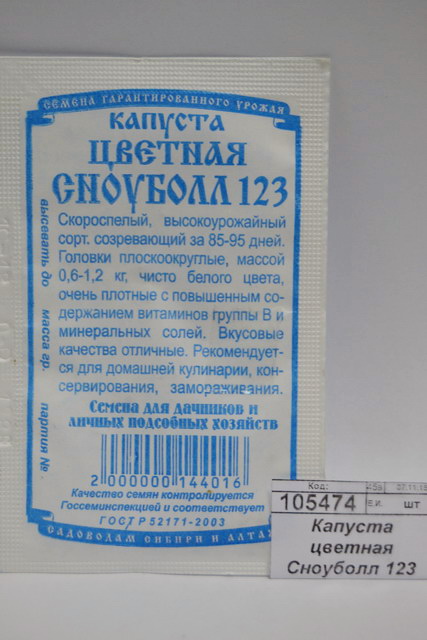 СЕМЕНА ГАРАНТИРОВАННОГО УРОЖАЯ
КАПУСТА
ЦВЕТНАЯ
СНОУБОЛЛ 123
Скороспелый, высокоурожайный
сорт. созревающий за 85-95 дней.
Головки плоскоокруглые, массой
0,6-1,2 кг, чисто белого цвета,
очень плотные с повышенным со-
держанием витаминов группы В и
минеральных солей. Вкусовые
качества отличные. Рекомендует-
ся для домашней кулинарии, кон-
сервирования, замораживания.
Семена для дачников и
личных подсобных хозяйств
2 000000 144016
Качество семян контролируется
Госсеминспекцией и соответствует
ГОСТ Р 52171-2003
САДОВОДАМ СИБИРИ И АЛТАЯ
высевать до масса гр. партия №
Код:
105474
шт
Капуста
цветная
Сноуболл 123